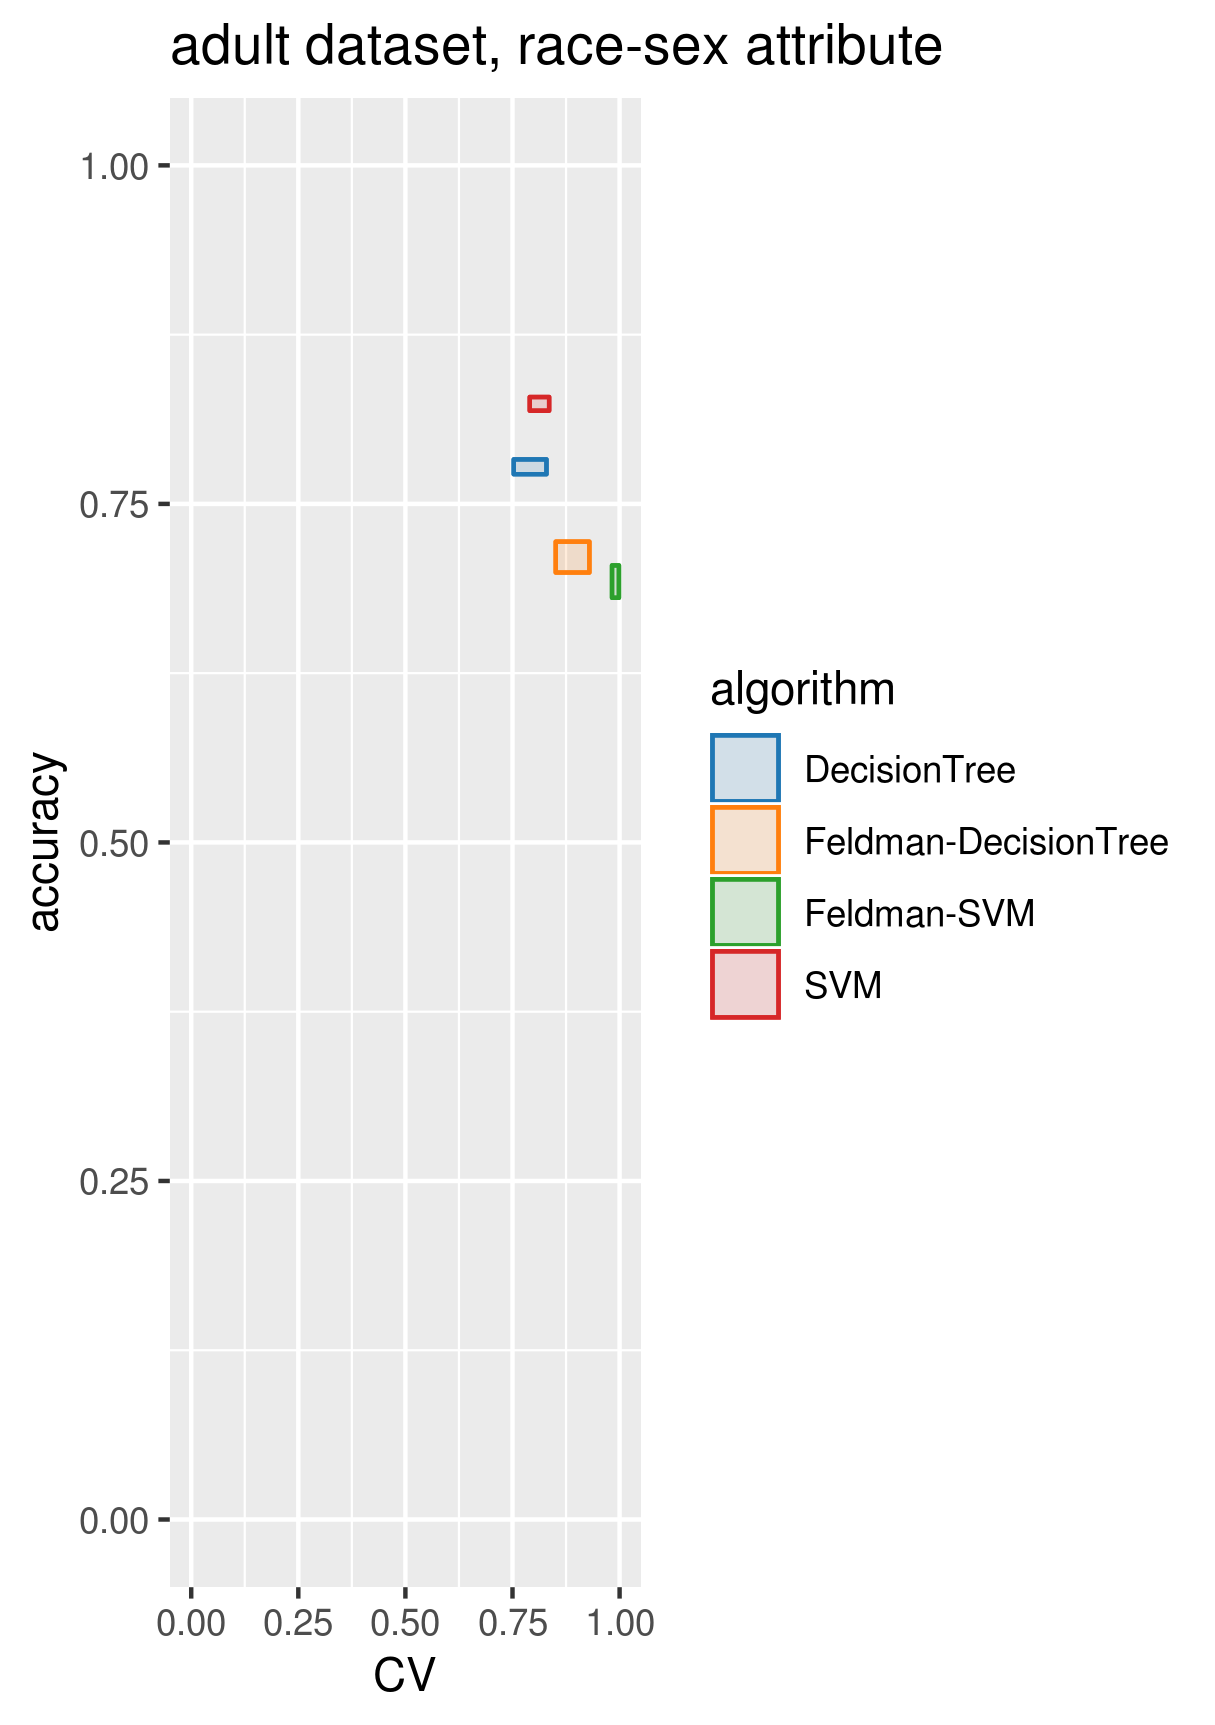 adult dataset, race-sex attribute
1.00
0.75
0.50
0.25
0.00
accuracy
0.00 0.25 0.50 0.75 1.00
CV
algorithm
DecisionTree
Feldman-DecisionTree
Feldman-SVM
SVM